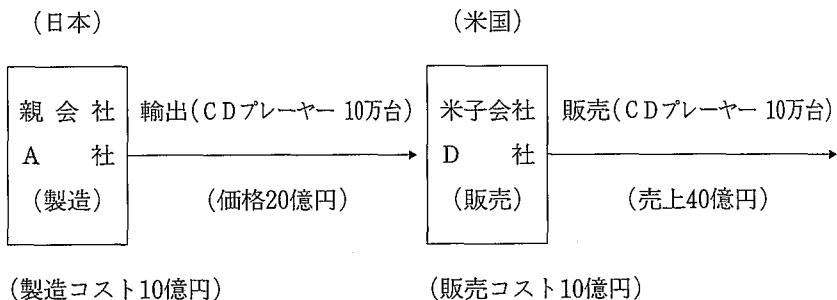 (日本)
(米国)
親会社
A 社
(製造)
輸出(CDプレーヤー 10万台)
(価格20億円)
米子会社
D 社
(販売)
販売(CDプレーヤー 10万台)
(売上40億円)
(製造コスト10億円)
(販売コスト10億円)